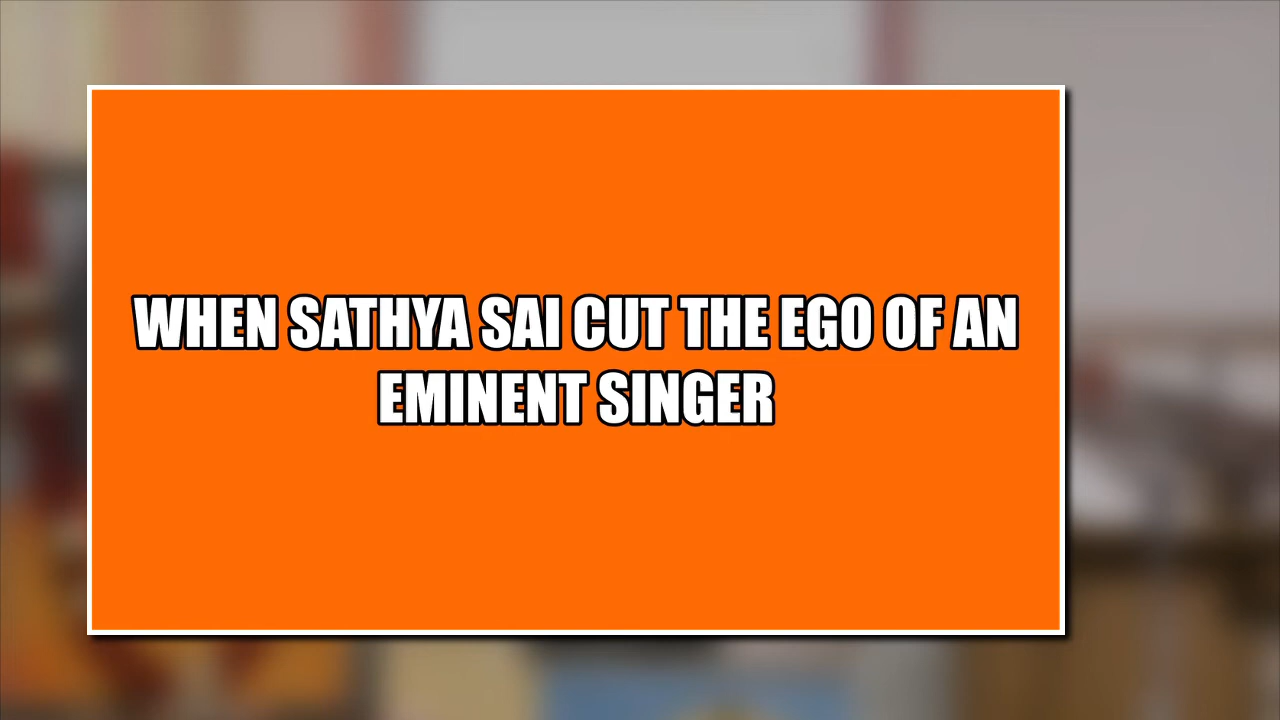 WHEN SATHYA SAI CUT THE EGO OF AN
EMINENT SINGER